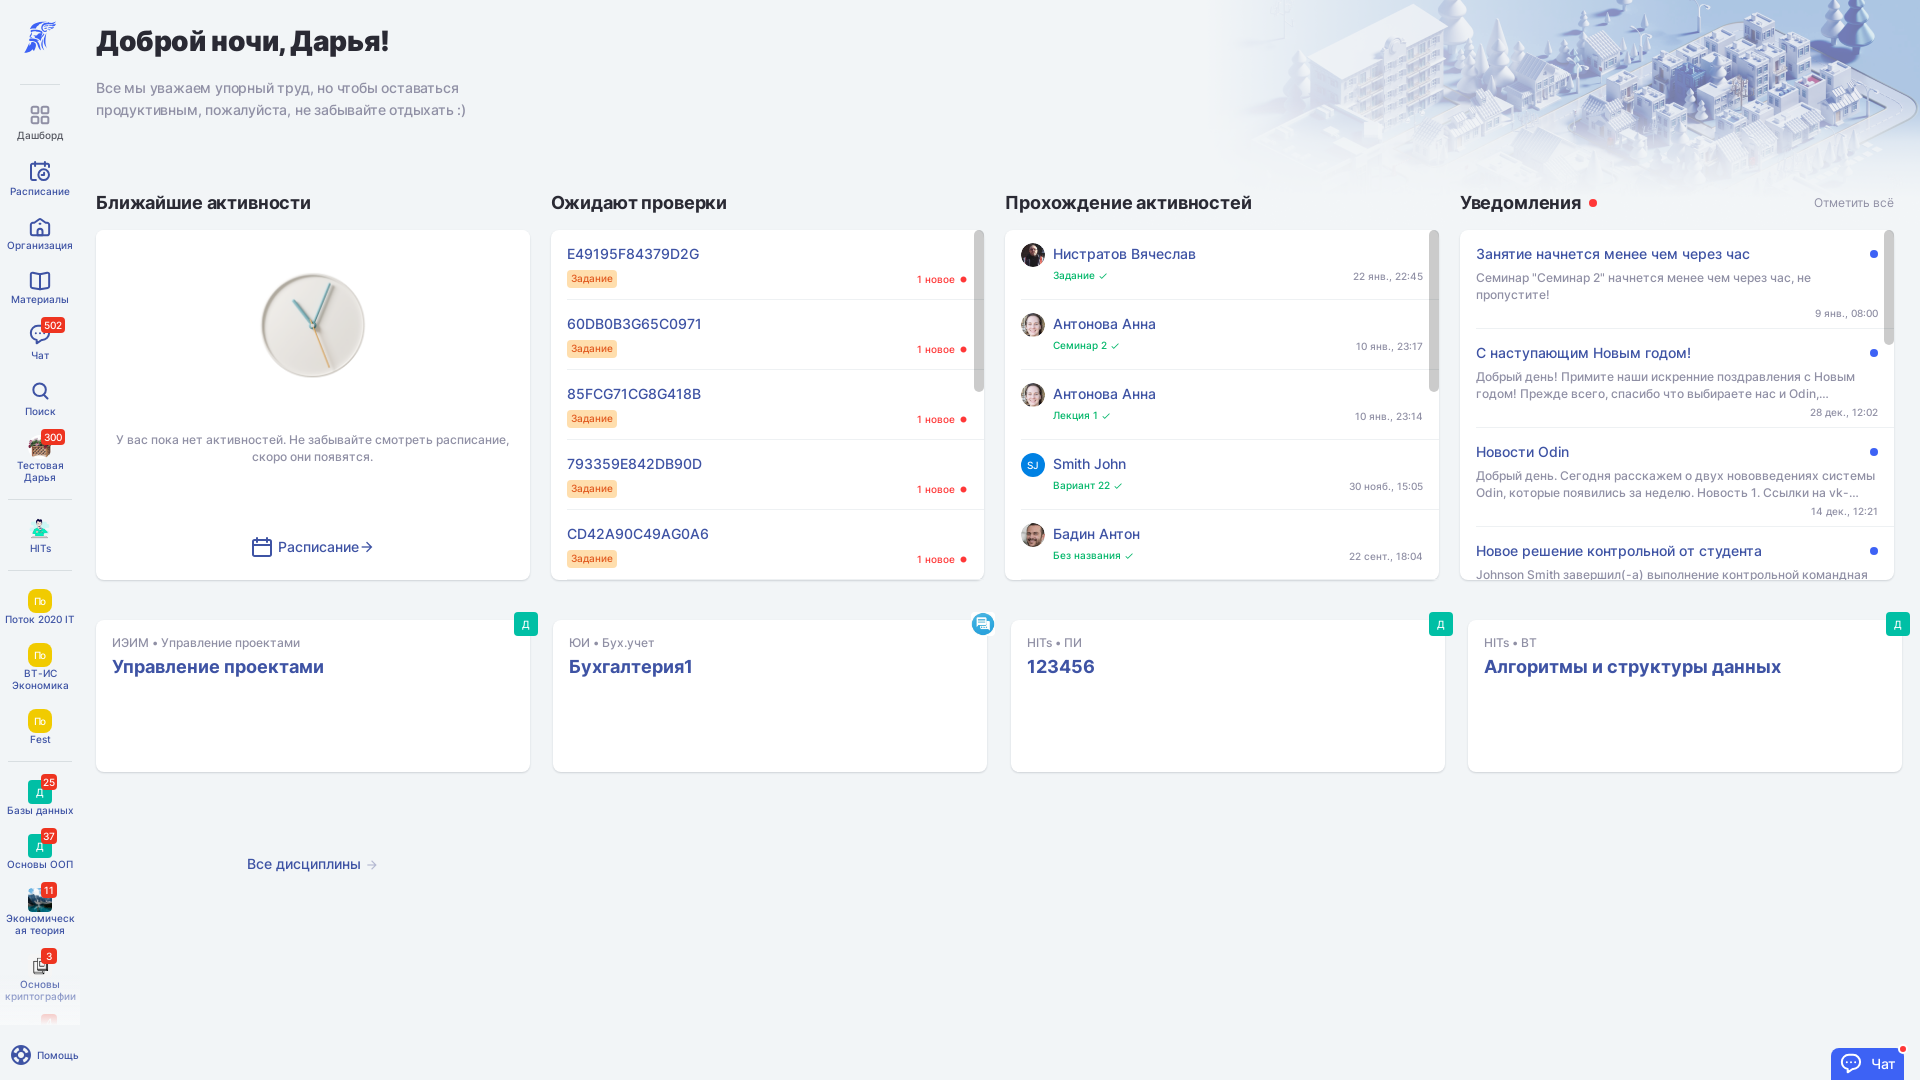 Доброй ночи, Дарья!
Все мы уважаем упорный труд, но чтобы оставаться
продуктивным, пожалуйста, не забывайте отдыхать :)
Дашборд
Расписание
Организация
Материалы
502
Чат
Поиск
300
Тестовая
Дарья
HITs
По
Поток 2020 IT
По
ВТ-ИС
Экономика
По
Fest
25
Д
Базы данных
37
Д
Основы ООП
11
Экономическ
ая теория
3
Основы
криптографии
Помощь
Ближайшие активности
У вас пока нет активностей. Не забывайте смотреть расписание,
скоро они появятся.
Расписание
Ожидают проверки
E49195F84379D2G
Задание
1 новое
60DB0B3G65C0971
Задание
1 новое
85FCG71CG8G418B
Задание
1 новое
793359E842DB90D
Задание
1 новое
CD42A90C49AG0A6
Задание
1 новое
Прохождение активностей
Нистратов Вячеслав
Задание
22 янв., 22:45
Антонова Анна
Семинар 2
10 янв., 23:17
Антонова Анна
Лекция 1
10 янв., 23:14
SJ
Smith John
Вариант 22
30 нояб., 15:05
Бадин Антон
Без названия
22 сент., 18:04
Уведомления
Отметить всё
Занятие начнется менее чем через час
Семинар "Семинар 2" начнется менее чем через час, не
пропустите!
9 янв., 08:00
С наступающим Новым годом!
Добрый день! Примите наши искренние поздравления с Новым
годом! Прежде всего, спасибо что выбираете нас и Odin,...
28 дек., 12:02
Новости Odin
Добрый день. Сегодня расскажем о двух нововведениях системы
Odin, которые появились за неделю. Новость 1. Ссылки на vk-...
14 дек., 12:21
Новое решение контрольной от студента
Johnson Smith завершил(-а) выполнение контрольной командная
Д
ИЭИМ • Управление проектами
Управление проектами
ЮИ • Бух.учет
Бухгалтерия1
Д
HITs • ПИ
123456
Д
HITs • ВТ
Алгоритмы и структуры данных
Все дисциплины
Чат